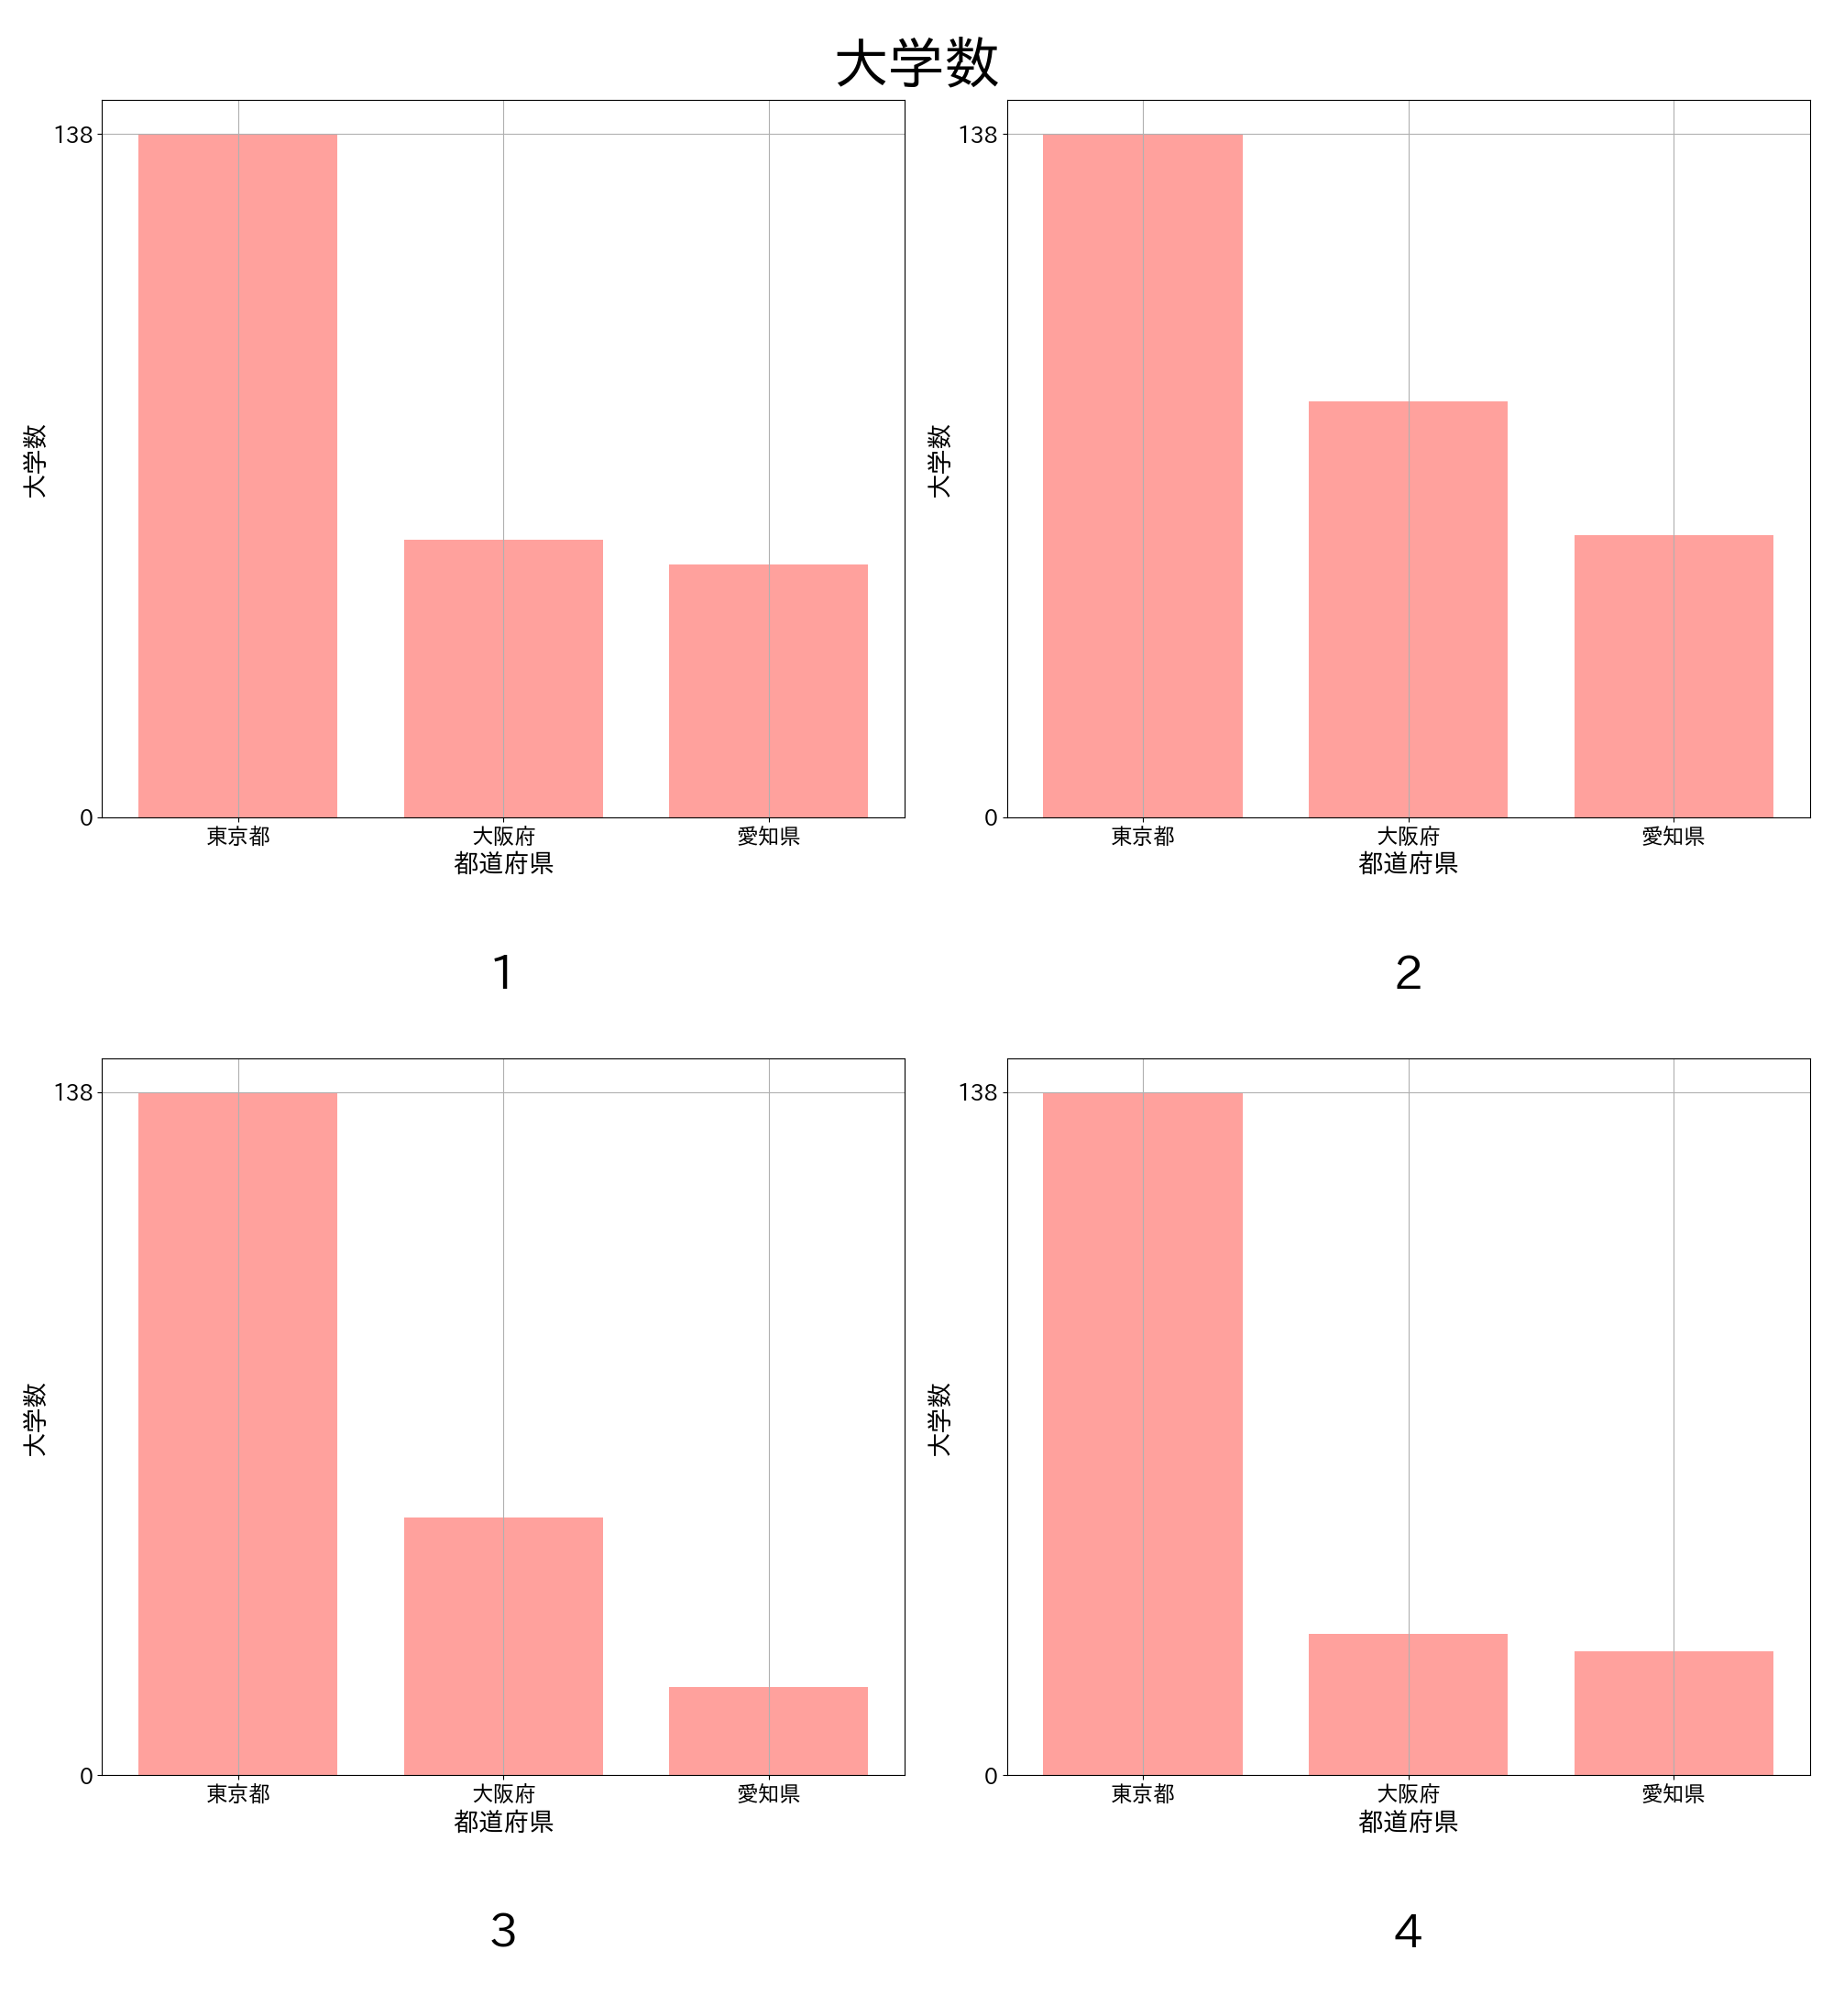 大学数
138
0
大学数
東京都 大阪府 愛知県
都道府県
1
138
0
大学数
東京都 大阪府 愛知県
都道府県
2
138
0
大学数
東京都 大阪府 愛知県
都道府県
3
138
0
大学数
東京都 大阪府 愛知県
都道府県
4